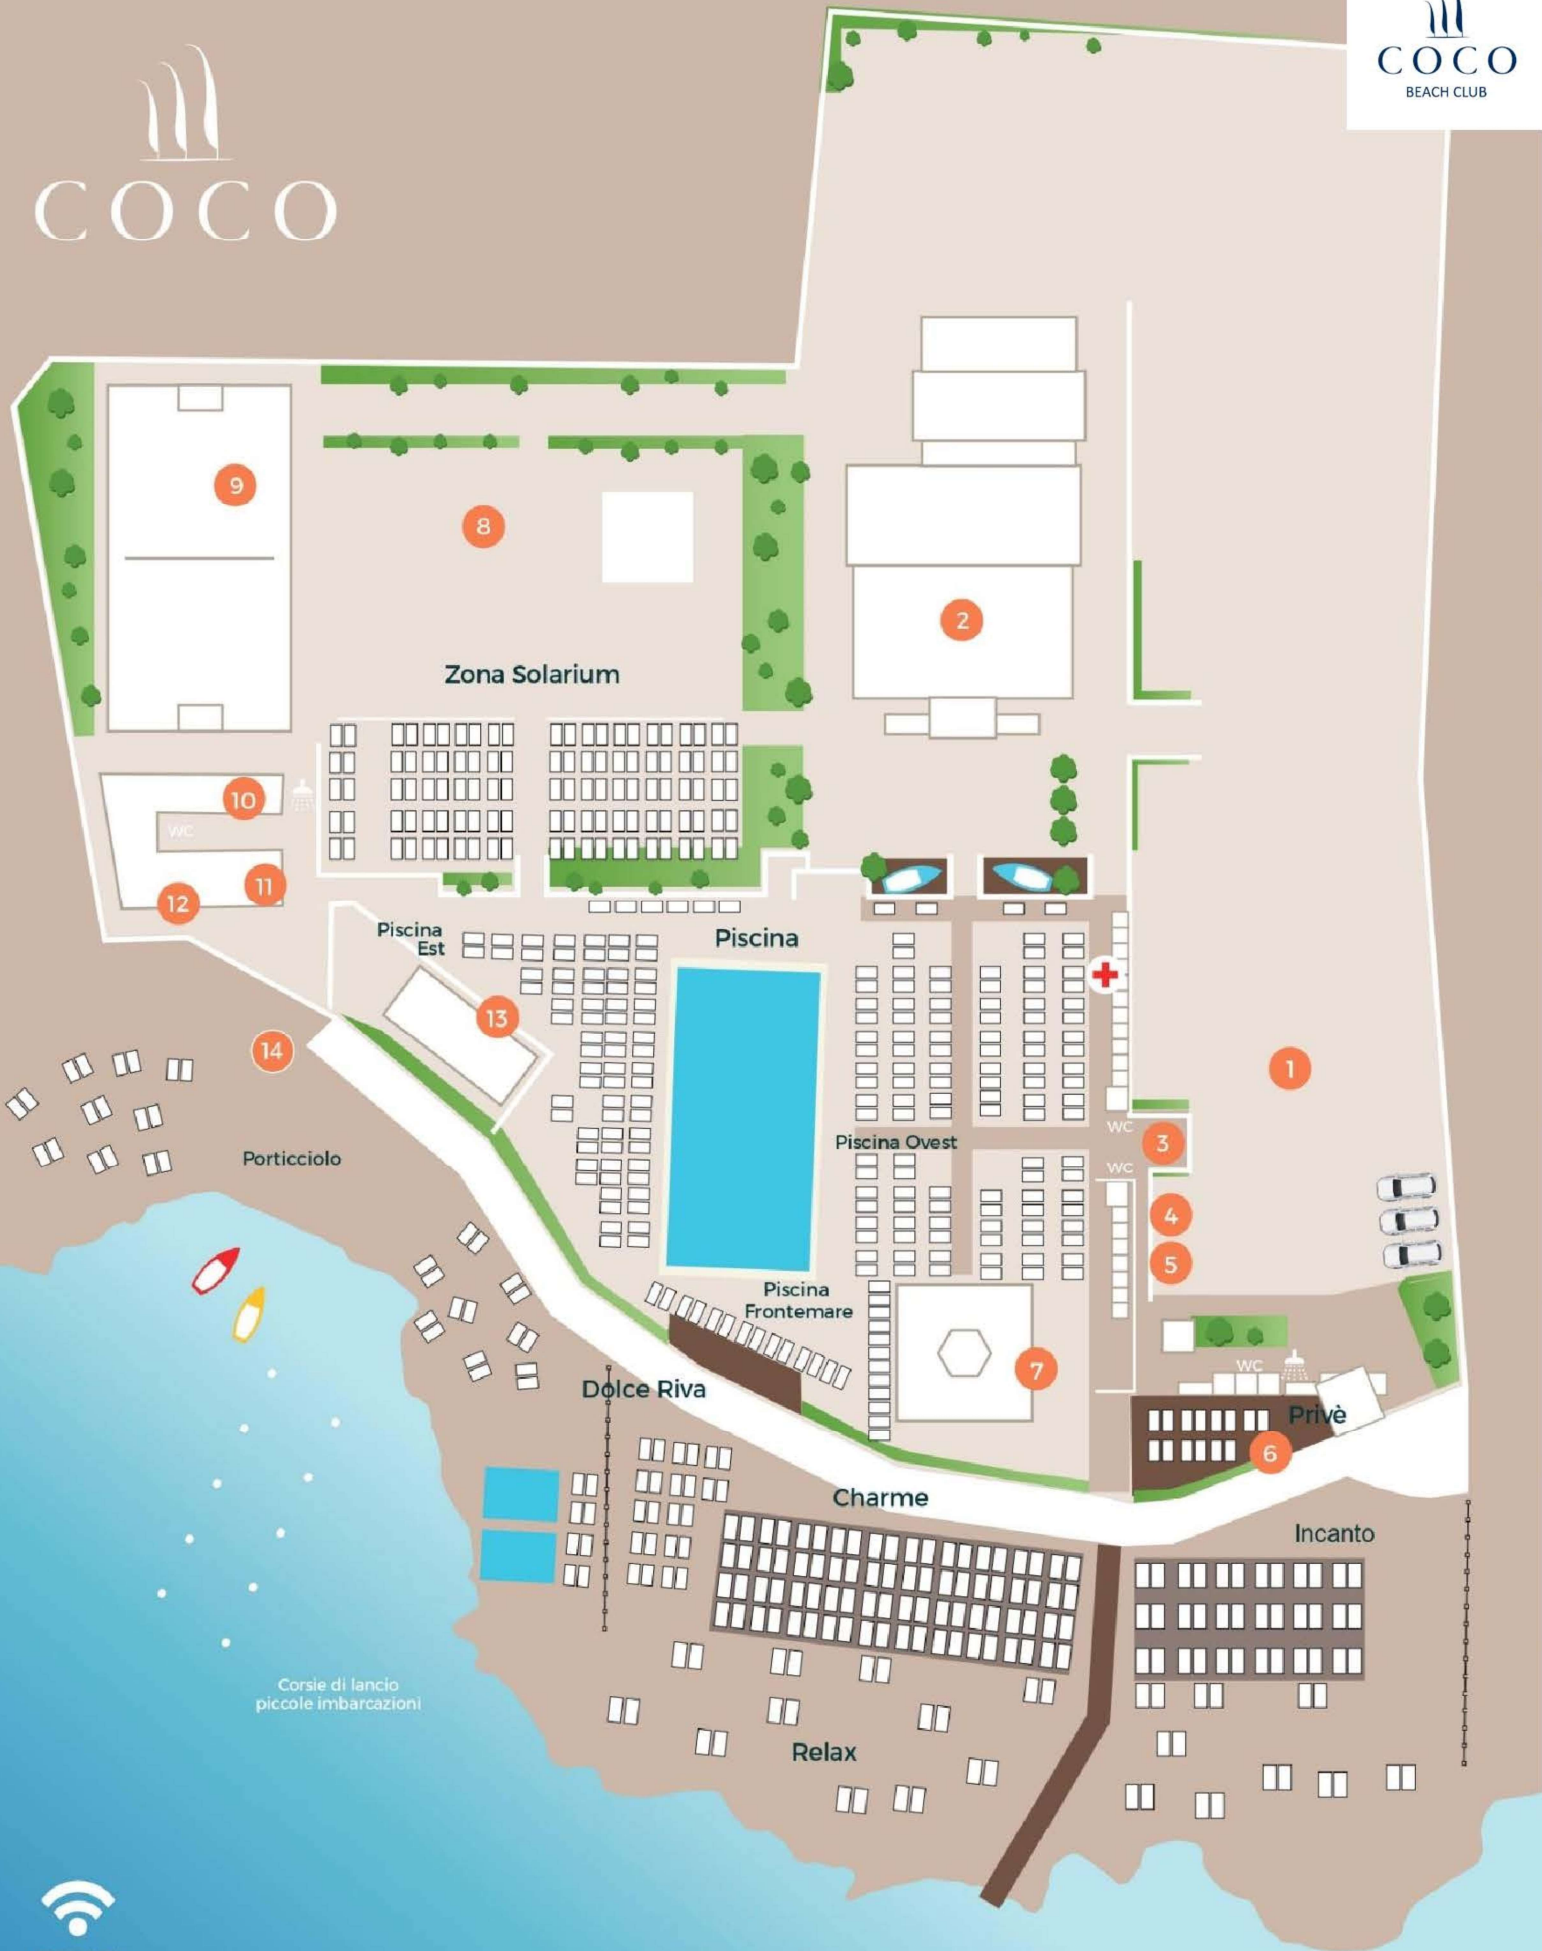 COCO
BEACH CLUB
COCO
9
8
2
Zona Solarium
10
WC
11
12
Piscina
Est
Piscina
13
14
1
Piscina Ovest
WC
3
WC
Porticciolo
4
5
Piscina
Frontemare
7
WC
Dolce Riva
Privè
6
Charme
Incanto
Corsie di lancio
piccole imbarcazioni
Relax